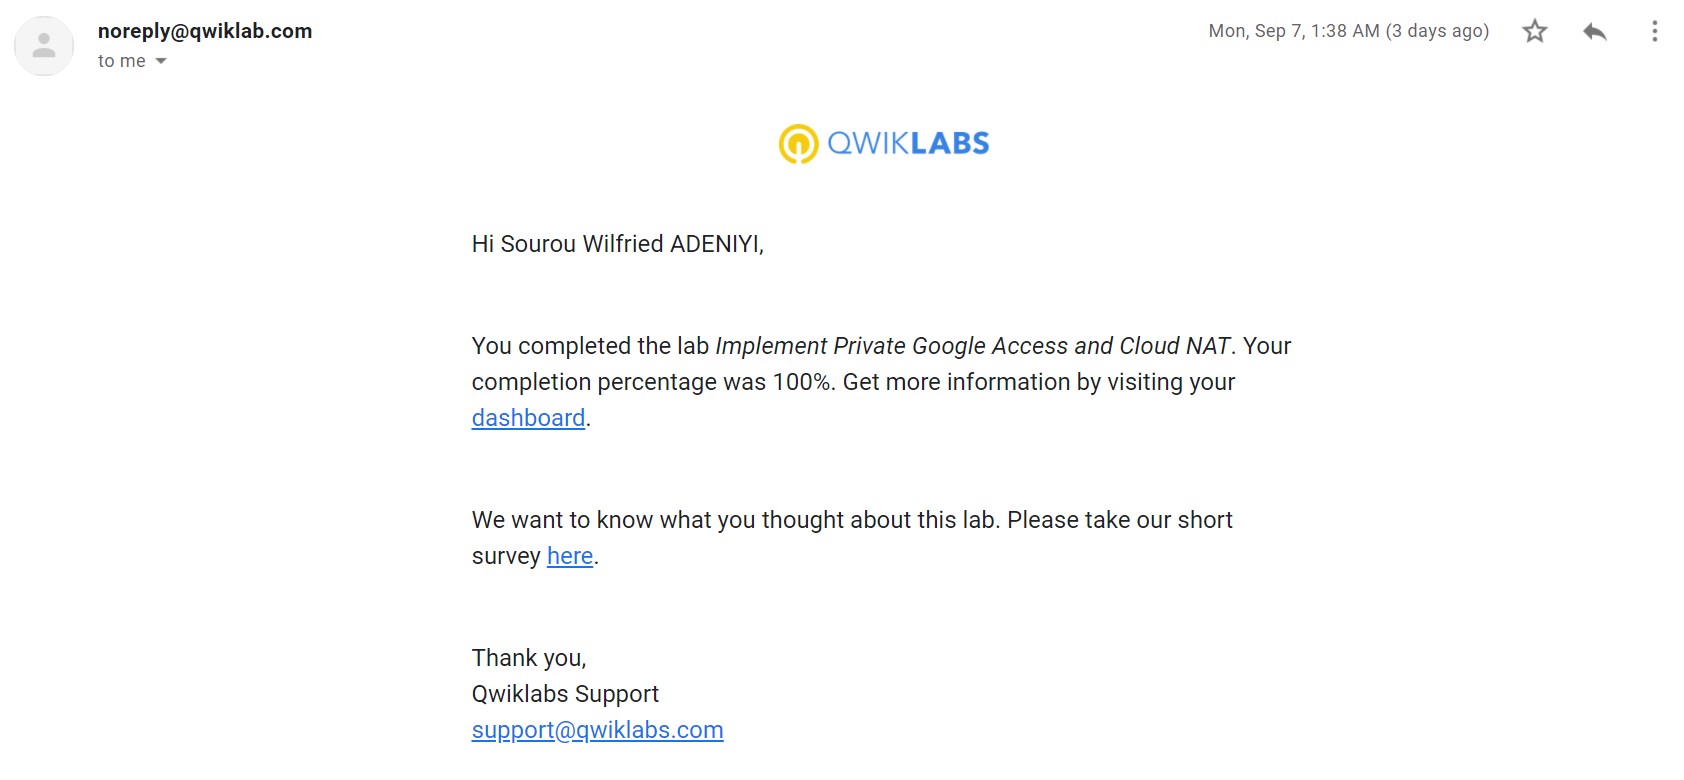 noreply@qwiklab.com
Mon, Sep 7, 1:38 AM (3 days ago)
to me
QWIKLABS
Hi Sourou Wilfried ADENIYI,
You completed the lab Implement Private Google Access and Cloud NAT. Your
completion percentage was 100%. Get more information by visiting your
dashboard.
We want to know what you thought about this lab. Please take our short
survey here.
Thank you,
Qwiklabs Support
support@qwiklabs.com